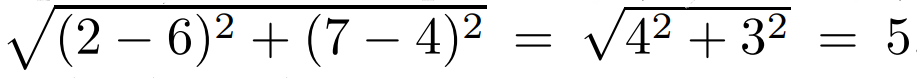 √((2 − 6)² + (7 − 4)²) = √(4² + 3²) = 5.